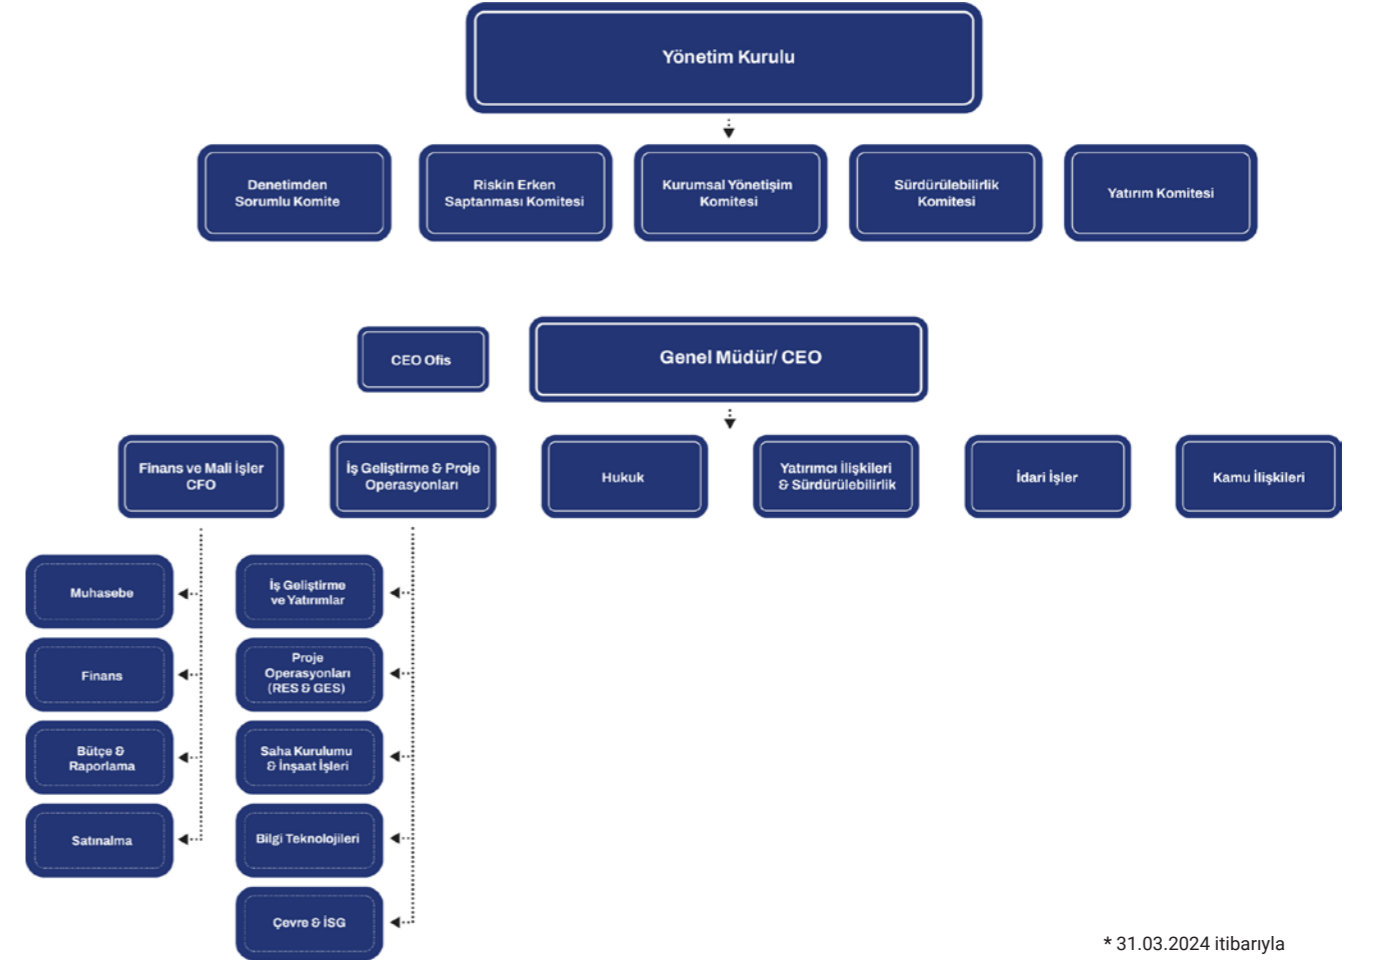 Yönetim Kurulu
Denetimden
Sorumlu Komite
Riskin Erken
Saptanması Komitesi
Kurumsal Yönetişim
Komitesi
Sürdürülebilirlik
Komitesi
Yatırım Komitesi
CEO Ofis
Genel Müdür/ CEO
Finans ve Mali İşler
CFO
İş Geliştirme & Proje
Operasyonları
Hukuk
Yatırımcı İlişkileri
& Sürdürülebilirlik
İdari İşler
Kamu İlişkileri
Muhasebe
Finans
Bütçe &
Raporlama
Satınalma
İş Geliştirme
ve Yatırımlar
Proje
Operasyonları
(RES & GES)
Saha Kurulumu
& İnşaat İşleri
Bilgi Teknolojileri
Çevre & İSG
* 31.03.2024 itibarıyla